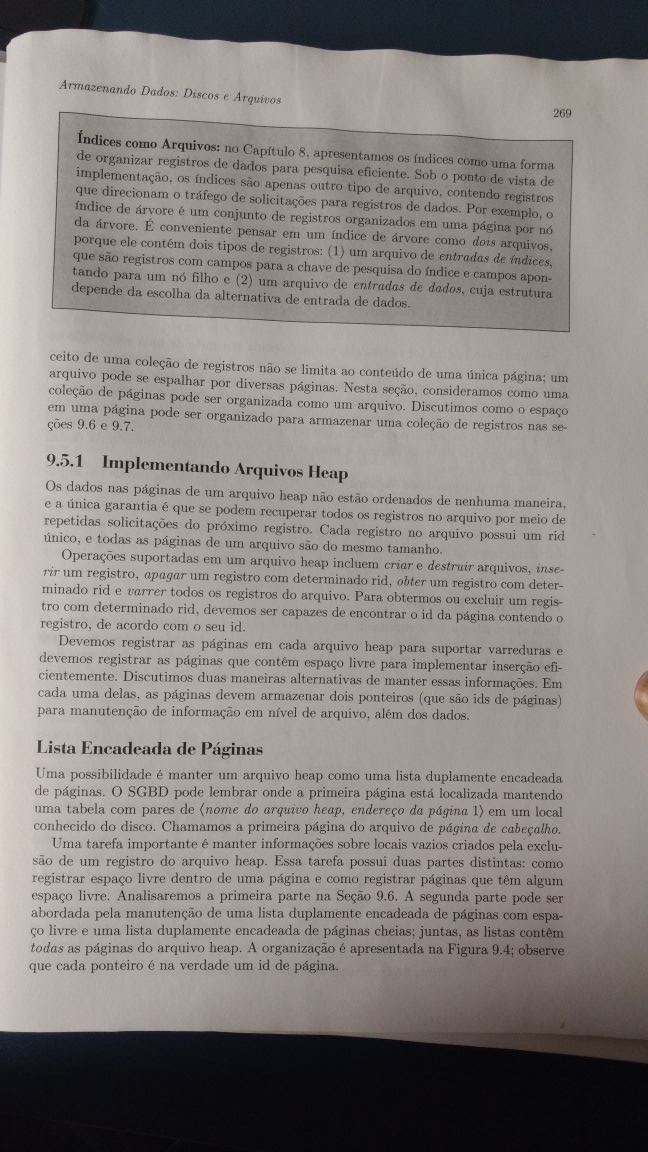 Armazenando Dados: Discos e Arquivos
269
Índices como Arquivos: no Capítulo 8, apresentamos os índices como uma forma
de organizar registros de dados para pesquisa eficiente. Sob o ponto de vista de
implementação, os índices são apenas outro tipo de arquivo, contendo registros
que direcionam o tráfego de solicitações para registros de dados. Por exemplo, o
índice de árvore é um conjunto de registros organizados em uma página por nó
da árvore. É conveniente pensar em um índice de árvore como dois arquivos,
porque ele contém dois tipos de registros: (1) um arquivo de entradas de índices,
que são registros com campos para a chave de pesquisa do índice e campos apon-
tando para um nó filho e (2) um arquivo de entradas de dados, cuja estrutura
depende da escolha da alternativa de entrada de dados.
ceito de uma coleção de registros não se limita ao conteúdo de uma única página; um
arquivo pode se espalhar por diversas páginas. Nesta seção, consideramos como uma
coleção de páginas pode ser organizada como um arquivo. Discutimos como o espaço
em uma página pode ser organizado para armazenar uma coleção de registros nas se-
ções 9.6 e 9.7.
9.5.1 Implementando Arquivos Heap
Os dados nas páginas de um arquivo heap não estão ordenados de nenhuma maneira,
e a única garantia é que se podem recuperar todos os registros no arquivo por meio de
repetidas solicitações do próximo registro. Cada registro no arquivo possui um rid
único, e todas as páginas de um arquivo são do mesmo tamanho.
Operações suportadas em um arquivo heap incluem criar e destruir arquivos, inse-
rir um registro, apagar um registro com determinado rid, obter um registro com deter-
minado rid e varrer todos os registros do arquivo. Para obtermos ou excluir um regis-
tro com determinado rid, devemos ser capazes de encontrar o id da página contendo o
registro, de acordo com o seu id.
Devemos registrar as páginas em cada arquivo heap para suportar varreduras e
devemos registrar as páginas que contêm espaço livre para implementar inserção efi-
cientemente. Discutimos duas maneiras alternativas de manter essas informações. Em
cada uma delas, as páginas devem armazenar dois ponteiros (que são ids de páginas)
para manutenção de informação em nível de arquivo, além dos dados.
Lista Encadeada de Páginas
Uma possibilidade é manter um arquivo heap como uma lista duplamente encadeada
de páginas. O SGBD pode lembrar onde a primeira página está localizada mantendo
uma tabela com pares de ⟨nome do arquivo heap, endereço da página 1⟩ em um local
conhecido do disco. Chamamos a primeira página do arquivo de página de cabeçalho.
Uma tarefa importante é manter informações sobre locais vazios criados pela exclu-
são de um registro do arquivo heap. Essa tarefa possui duas partes distintas: como
registrar espaço livre dentro de uma página e como registrar páginas que têm algum
espaço livre. Analisaremos a primeira parte na Seção 9.6. A segunda parte pode ser
abordada pela manutenção de uma lista duplamente encadeada de páginas com espa-
ço livre e uma lista duplamente encadeada de páginas cheias; juntas, as listas contêm
todas as páginas do arquivo heap. A organização é apresentada na Figura 9.4; observe
que cada ponteiro é na verdade um id de página.